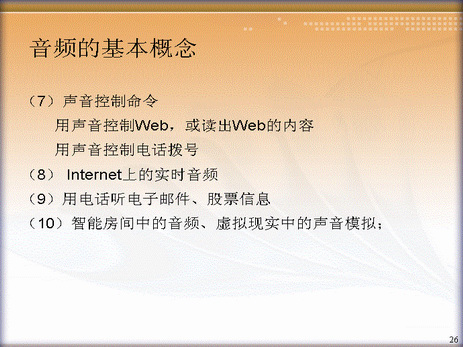 音频的基本概念
（7）声音控制命令
用声音控制Web，或读出Web的内容
用声音控制电话拨号
（8） Internet上的实时音频
（9）用电话听电子邮件、股票信息
（10）智能房间中的音频、虚拟现实中的声音模拟；
26